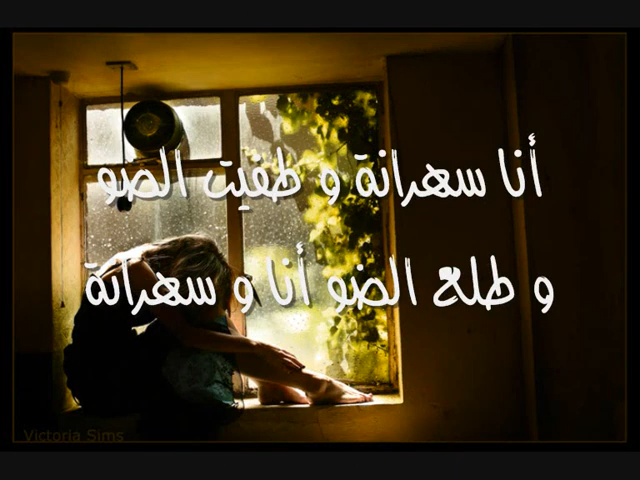 أنا سهرانة و طفيت الضو
و طلع الضو أنا و سهرانة
Victoria Sims